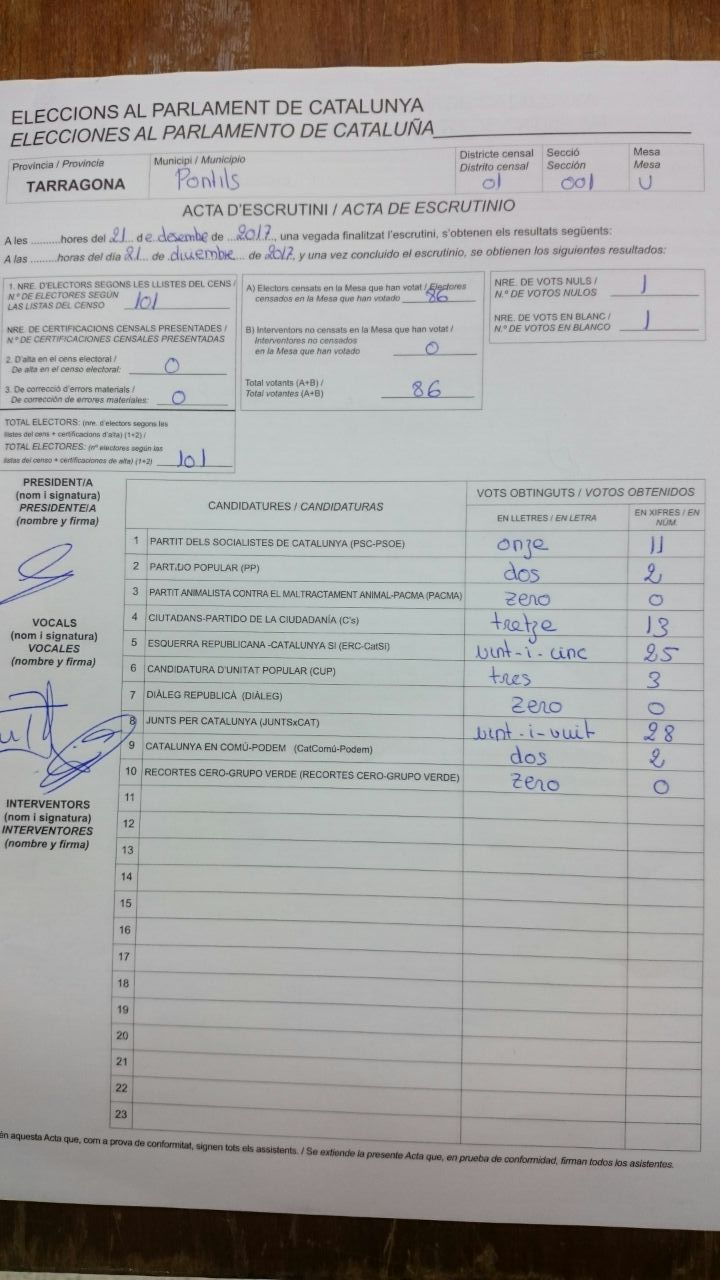 ELECCIONS AL PARLAMENT DE CATALUNYA
ELECCIONES AL PARLAMENTO DE CATALUÑA
Província / Provincia
TARRAGONA
Municipi / Municipio
Pontils
Districte censal
Distrito censal
01
Secció
Sección
001
Mesa
Mesa
U
ACTA D'ESCRUTINI / ACTA DE ESCRUTINIO
A les ..........hores del 21 de desembre de 2017, una vegada finalitzat l'escrutini, s'obtenen els resultats següents:
A las .........horas del día 21 de diciembre de 2017, y una vez concluido el escrutinio, se obtienen los siguientes resultados:
1. NRE. D'ELECTORS SEGONS LES LLISTES DEL CENS /
N.º DE ELECTORES SEGÚN
LAS LISTAS DEL CENSO 101
NRE. DE CERTIFICACIONS CENSALS PRESENTADES /
N.º DE CERTIFICACIONES CENSALES PRESENTADAS
2. D'alta en el cens electoral /
De alta en el censo electoral: 0
3. De correcció d'errors materials /
De corrección de errores materiales: 0
TOTAL ELECTORS: (nre. d'electors segons les
llistes del cens + certificacions d'alta) (1+2) /
TOTAL ELECTORES: (nº electores según las
listas del censo + certificaciones de alta) (1+2) 101
A) Electors censats en la Mesa que han votat / Electores
censados en la Mesa que han votado 86
B) Interventors no censats en la Mesa que han votat /
Interventores no censados
en la Mesa que han votado 0
Total votants (A+B) /
Total votantes (A+B) 86
NRE. DE VOTS NULS /
N.º DE VOTOS NULOS 1
NRE. DE VOTS EN BLANC /
N.º DE VOTOS EN BLANCO 1
PRESIDENT/A
(nom i signatura)
PRESIDENTE/A
(nombre y firma)
VOCALS
(nom i signatura)
VOCALES
(nombre y firma)
INTERVENTORS
(nom i signatura)
INTERVENTORES
(nombre y firma)
CANDIDATURES / CANDIDATURAS
VOTS OBTINGUTS / VOTOS OBTENIDOS
EN LLETRES / EN LETRA
EN XIFRES / EN
NÚM.
1 PARTIT DELS SOCIALISTES DE CATALUNYA (PSC-PSOE) onze 11
2 PARTIDO POPULAR (PP) dos 2
3 PARTIT ANIMALISTA CONTRA EL MALTRACTAMENT ANIMAL-PACMA (PACMA) zero 0
4 CIUTADANS-PARTIDO DE LA CIUDADANÍA (C's) tretze 13
5 ESQUERRA REPUBLICANA -CATALUNYA SÍ (ERC-CatSí) vint-i-cinc 25
6 CANDIDATURA D'UNITAT POPULAR (CUP) tres 3
7 DIÀLEG REPUBLICÀ (DIÀLEG) zero 0
8 JUNTS PER CATALUNYA (JUNTSxCAT) vint-i-vuit 28
9 CATALUNYA EN COMÚ-PODEM (CatComú-Podem) dos 2
10 RECORTES CERO-GRUPO VERDE (RECORTES CERO-GRUPO VERDE) zero 0
11
12
13
14
15
16
17
18
19
20
21
22
23
én aquesta Acta que, com a prova de conformitat, signen tots els assistents. / Se extiende la presente Acta que, en prueba de conformidad, firman todos los asistentes.